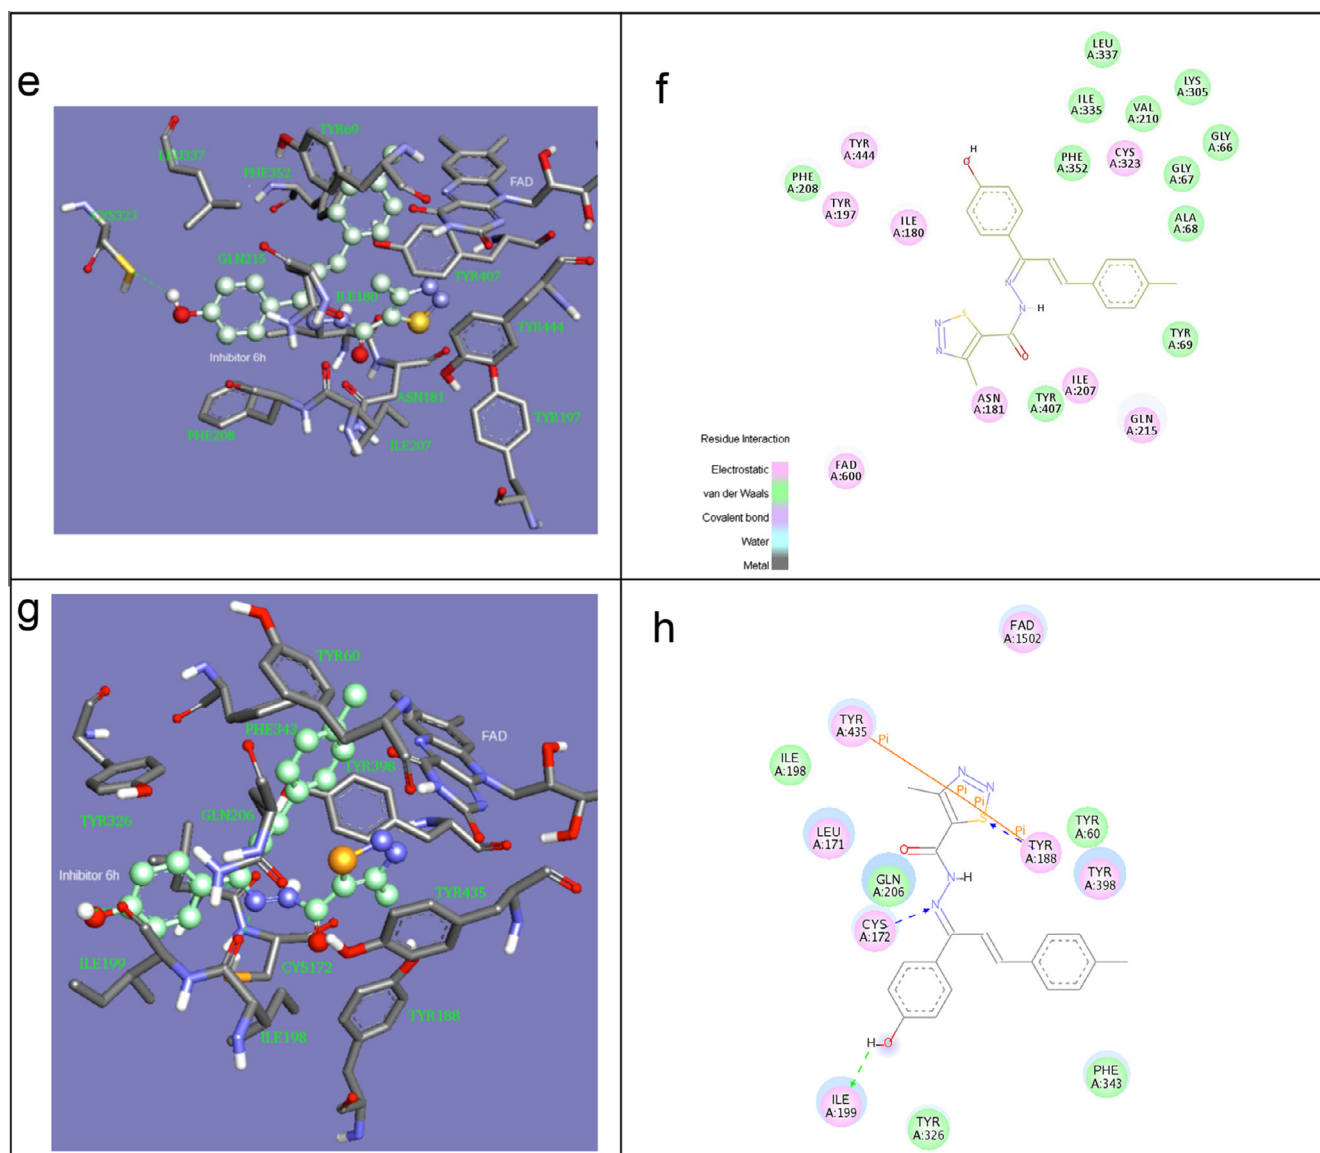 e
TYR69
LEU337
PHE352
FAD
CYS323
GLN215
TYR407
ILE180
TYR444
Inhibitor 6h
ASN181
PHE208
TYR197
ILE207
f
LEU
A:337
LYS
A:305
ILE
A:335
VAL
A:210
TYR
A:444
GLY
A:66
PHE
A:352
CYS
A:323
PHE
A:208
GLY
A:67
TYR
A:197
ILE
A:180
ALA
A:68
H
O
N
N
H
S
N
N
O
TYR
A:69
ASN
A:181
TYR
A:407
ILE
A:207
GLN
A:215
FAD
A:600
Residue Interaction
Electrostatic
van der Waals
Covalent bond
Water
Metal
g
TYR60
PHE343
FAD
TYR398
TYR326
GLN206
Inhibitor 6h
TYR435
ILE199
CYS172
TYR188
ILE198
h
FAD
A:1502
TYR
A:435
Pi
ILE
A:198
N
N
Pi
Pi
S
Pi
TYR
A:60
LEU
A:171
TYR
A:188
O
TYR
A:398
GLN
A:206
N
H
CYS
A:172
N
H
O
PHE
A:343
ILE
A:199
TYR
A:326